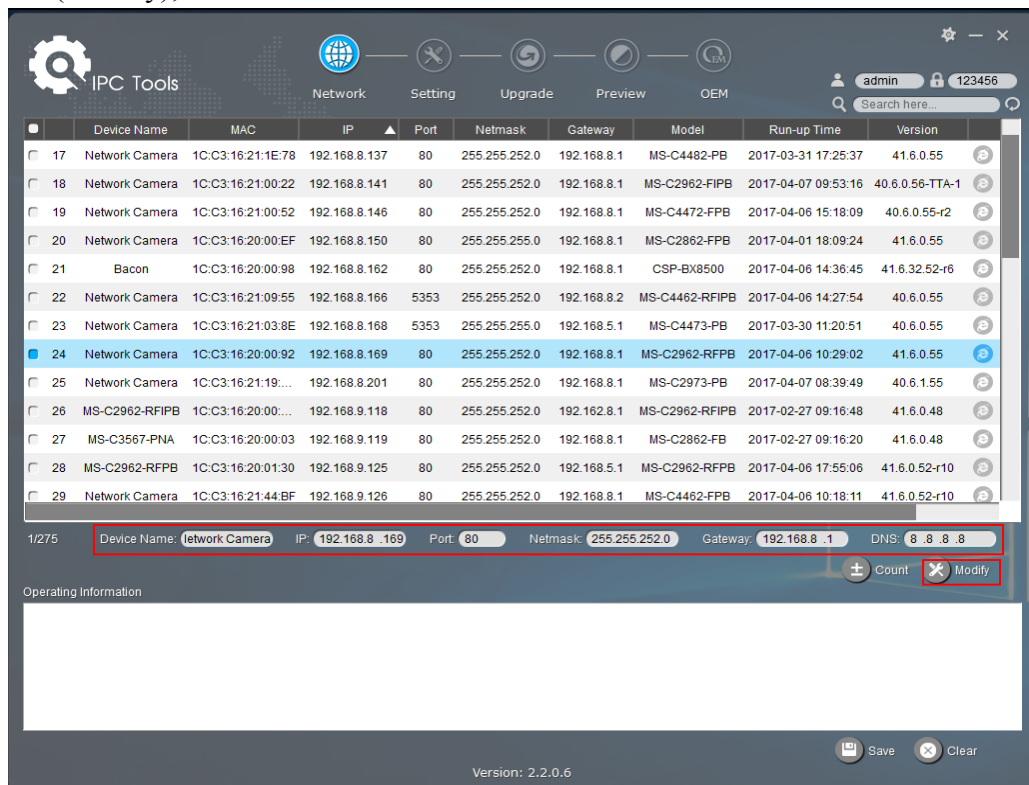 IPC Tools
Network Setting Upgrade Preview OEM
admin 123456
Search here...
Device Name MAC IP Port Netmask Gateway Model Run-up Time Version
17 Network Camera 1C:C3:16:21:1E:78 192.168.8.137 80 255.255.252.0 192.168.8.1 MS-C4482-PB 2017-03-31 17:25:37 41.6.0.55
18 Network Camera 1C:C3:16:21:00:22 192.168.8.141 80 255.255.252.0 192.168.8.1 MS-C2962-FIPB 2017-04-07 09:53:16 40.6.0.56-TTA-1
19 Network Camera 1C:C3:16:21:00:52 192.168.8.146 80 255.255.252.0 192.168.8.1 MS-C4472-FPB 2017-04-06 15:18:09 40.6.0.55-r2
20 Network Camera 1C:C3:16:20:00:EF 192.168.8.150 80 255.255.255.0 192.168.8.1 MS-C2862-FPB 2017-04-01 18:09:24 41.6.0.55
21 Bacon 1C:C3:16:20:00:98 192.168.8.162 80 255.255.255.0 192.168.8.1 CSP-BX8500 2017-04-06 14:36:45 41.6.32.52-r6
22 Network Camera 1C:C3:16:21:09:55 192.168.8.166 5353 255.255.252.0 192.168.8.2 MS-C4462-RFIPB 2017-04-06 14:27:54 40.6.0.55
23 Network Camera 1C:C3:16:21:03:8E 192.168.8.168 5353 255.255.255.0 192.168.5.1 MS-C4473-PB 2017-03-30 11:20:51 40.6.0.55
24 Network Camera 1C:C3:16:20:00:92 192.168.8.169 80 255.255.252.0 192.168.8.1 MS-C2962-RFPB 2017-04-06 10:29:02 41.6.0.55
25 Network Camera 1C:C3:16:21:19:... 192.168.8.201 80 255.255.252.0 192.168.8.1 MS-C2973-PB 2017-04-07 08:39:49 40.6.1.55
26 MS-C2962-RFIPB 1C:C3:16:20:00:... 192.168.9.118 80 255.255.252.0 192.162.8.1 MS-C2962-RFIPB 2017-02-27 09:16:48 41.6.0.48
27 MS-C3567-PNA 1C:C3:16:20:00:03 192.168.9.119 80 255.255.252.0 192.168.8.1 MS-C2862-FB 2017-02-27 09:16:20 41.6.0.48
28 MS-C2962-RFPB 1C:C3:16:20:01:30 192.168.9.125 80 255.255.252.0 192.168.5.1 MS-C2962-RFPB 2017-04-06 17:55:06 41.6.0.52-r10
29 Network Camera 1C:C3:16:21:44:BF 192.168.9.126 80 255.255.252.0 192.168.8.1 MS-C4462-FPB 2017-04-06 10:18:11 41.6.0.52-r10
1/275 Device Name: letwork Camera IP: 192.168.8 .169 Port: 80 Netmask: 255.255.252.0 Gateway: 192.168.8 .1 DNS: 8 .8 .8 .8
Count Modify
Operating Information
Save Clear
Version: 2.2.0.6